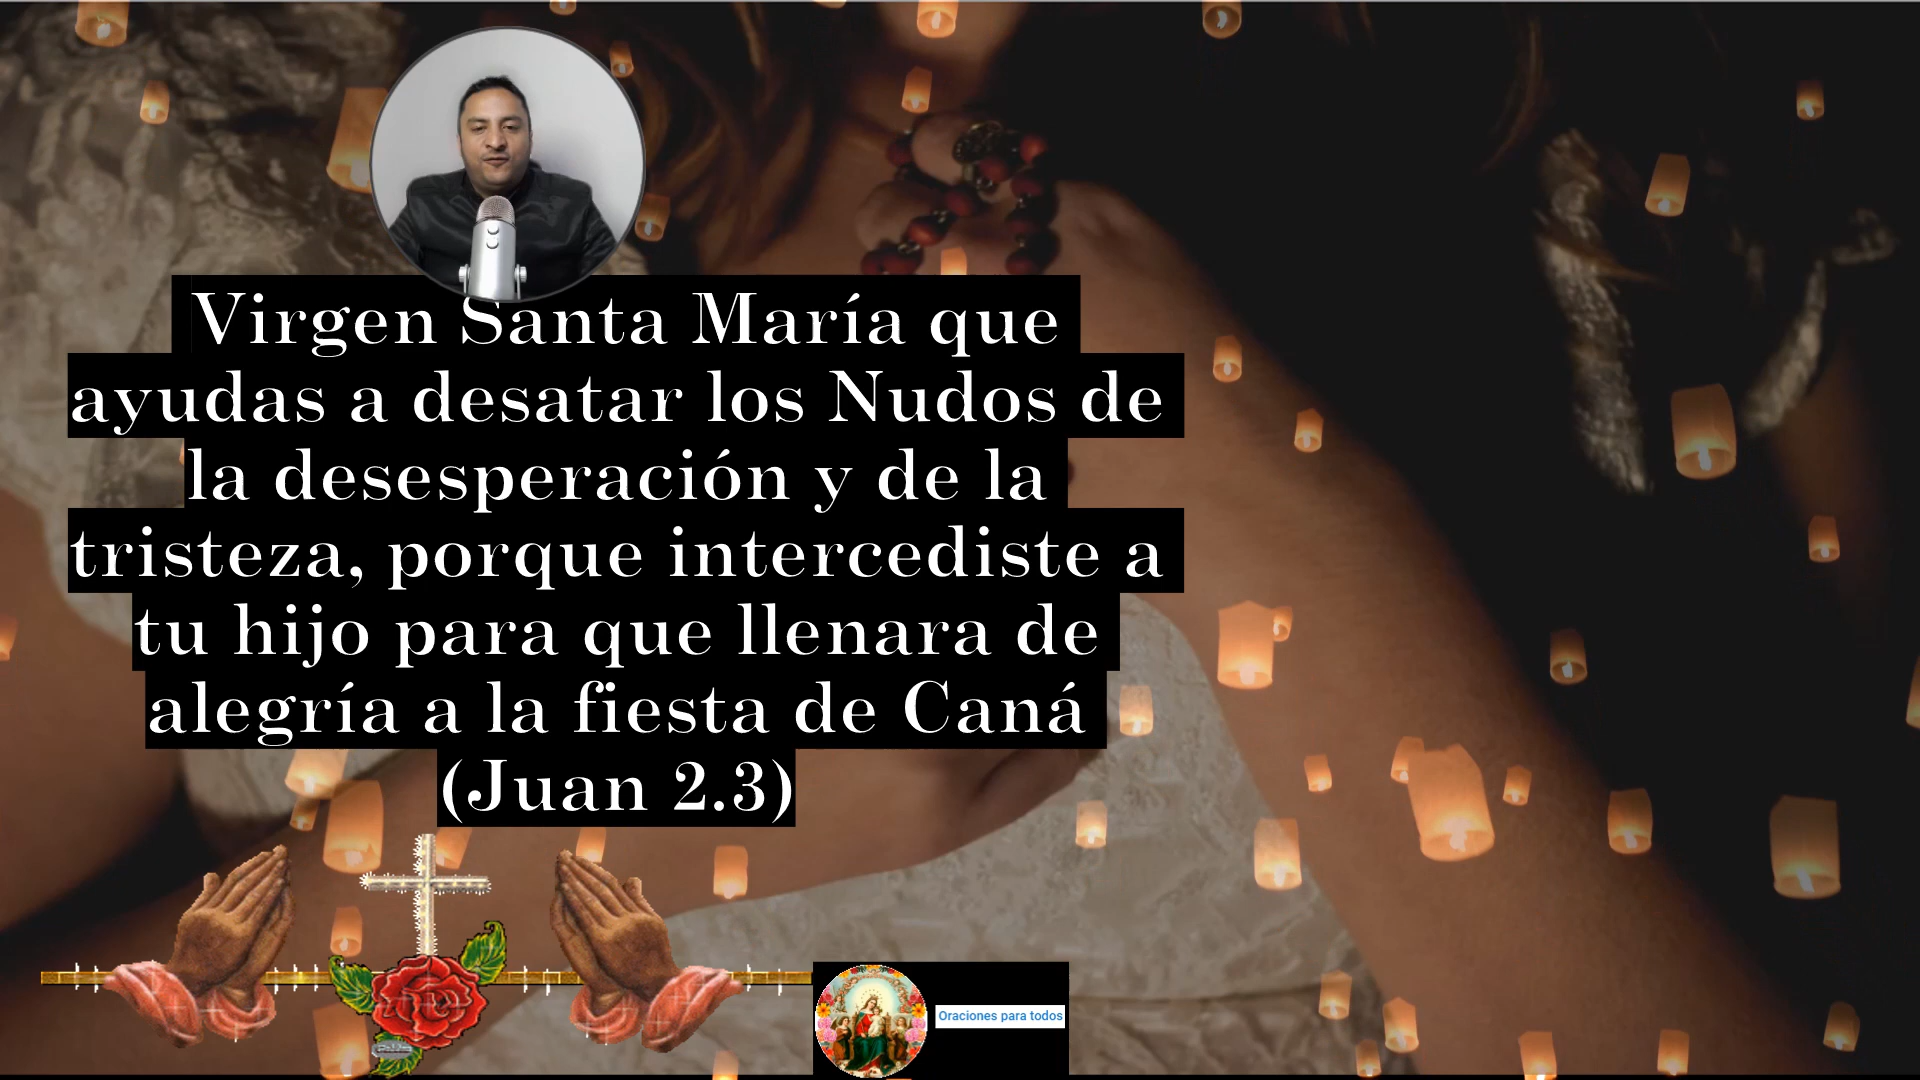 Virgen Santa María que
ayudas a desatar los Nudos de
la desesperación y de la
tristeza, porque intercediste a
tu hijo para que llenara de
alegría a la fiesta de Caná
(Juan 2.3)
Oraciones para todos